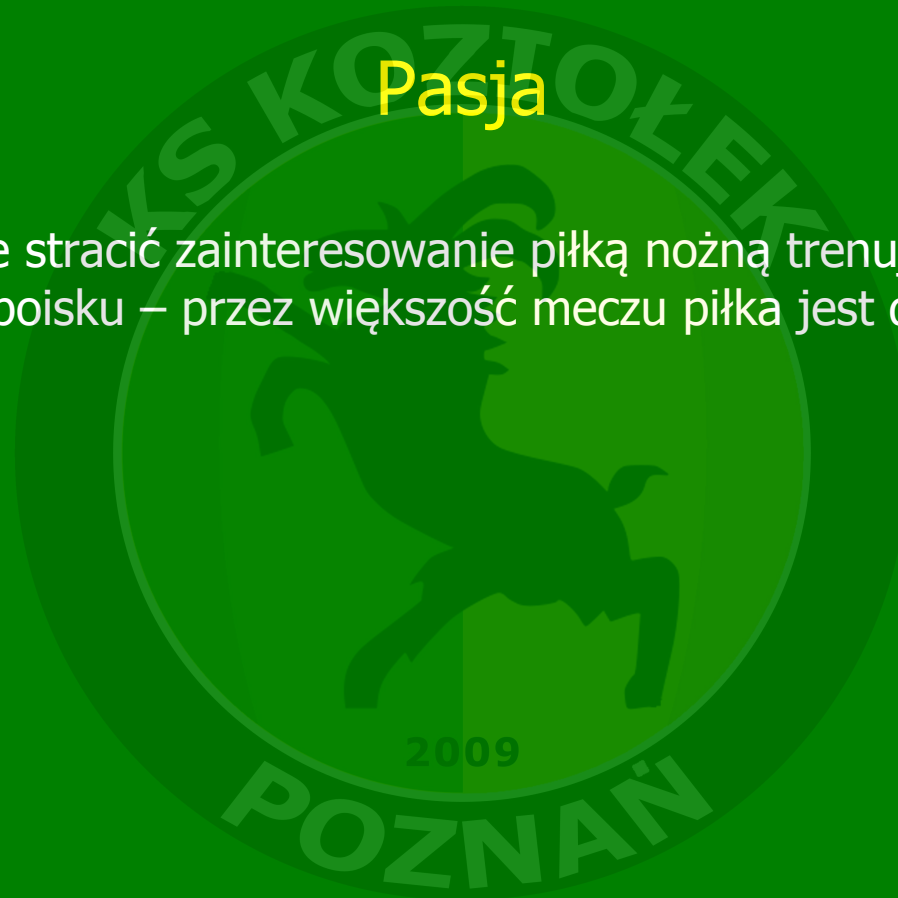 KS KOZIOŁEK
Pasja
e stracić zainteresowanie piłką nożną trenu
boisku – przez większość meczu piłka jest
2009
POZNAŃ